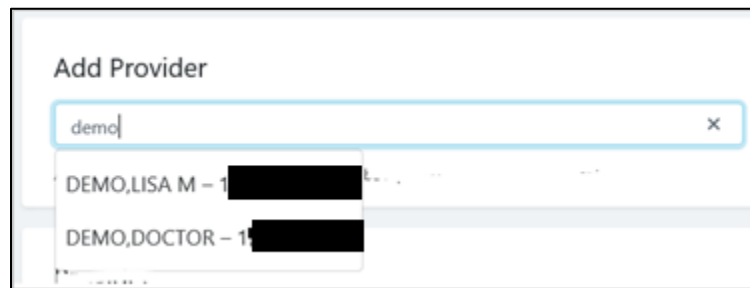 Add Provider
demo
×
DEMO,LISA M – 1
DEMO,DOCTOR – 1